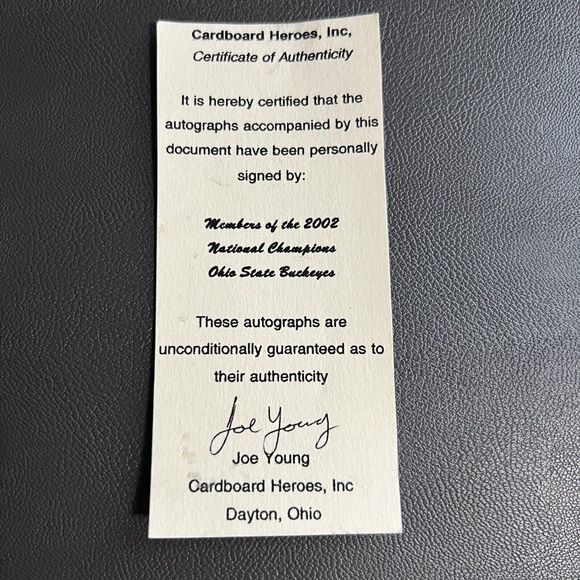 Cardboard Heroes, Inc,
Certificate of Authenticity
It is hereby certified that the
autographs accompanied by this
document have been personally
signed by:
Members of the 2002
National Champions
Ohio State Buckeyes
These autographs are
unconditionally guaranteed as to
their authenticity
Joe Young
Joe Young
Cardboard Heroes, Inc
Dayton, Ohio